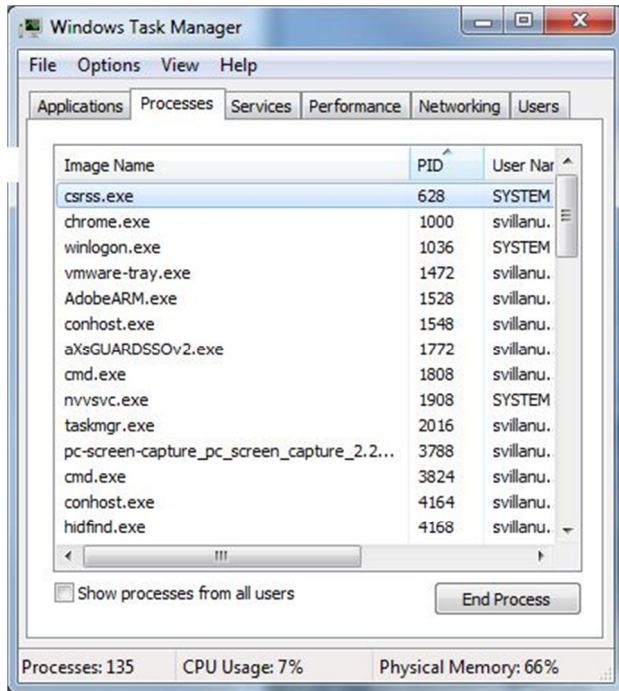 Windows Task Manager
File Options View Help
Applications Processes Services Performance Networking Users
Image Name PID User Nar
csrss.exe 628 SYSTEM
chrome.exe 1000 svillanu.
winlogon.exe 1036 SYSTEM
vmware-tray.exe 1472 svillanu.
AdobeARM.exe 1528 svillanu.
conhost.exe 1548 svillanu.
aXsGUARDSSOv2.exe 1772 svillanu.
cmd.exe 1808 svillanu.
nvvsvc.exe 1908 SYSTEM
taskmgr.exe 2016 svillanu.
pc-screen-capture_pc_screen_capture_2.2... 3788 svillanu.
cmd.exe 3824 svillanu.
conhost.exe 4164 svillanu.
hidfind.exe 4168 svillanu.
Show processes from all users End Process
Processes: 135 CPU Usage: 7% Physical Memory: 66%